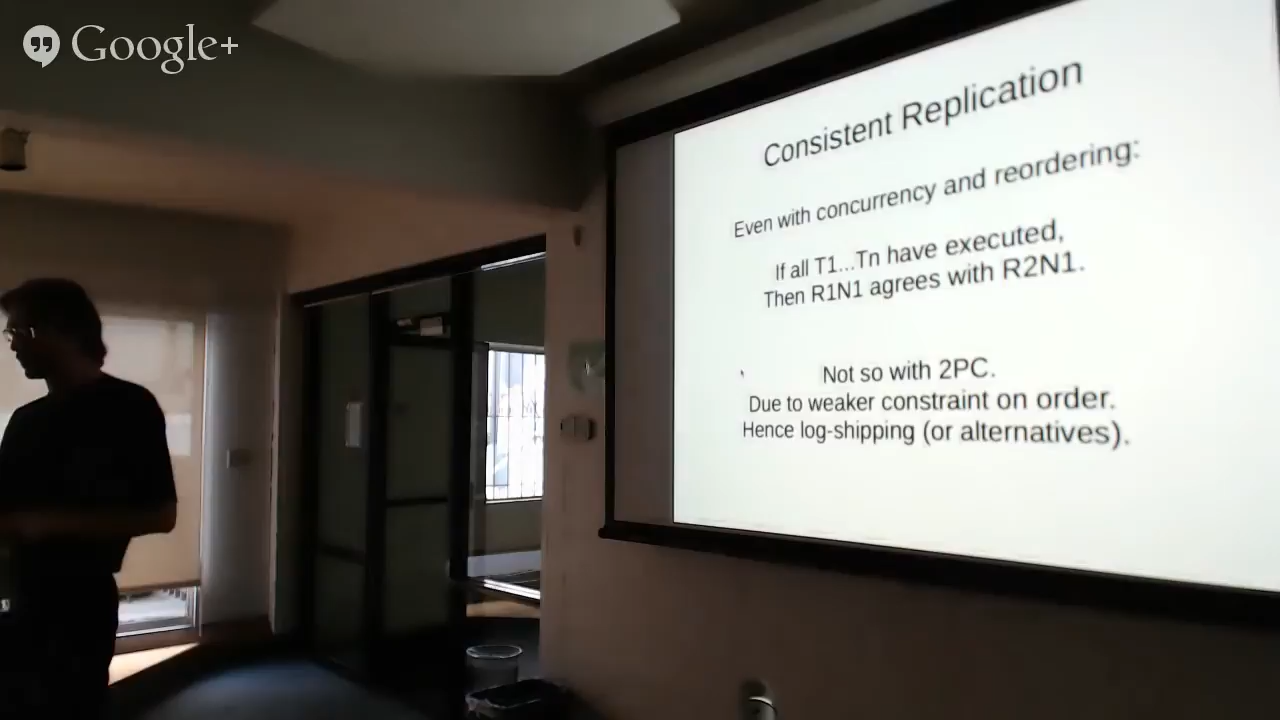 Google+
Consistent Replication
Even with concurrency and reordering:
If all T1...Tn have executed,
Then R1N1 agrees with R2N1.
Not so with 2PC.
Due to weaker constraint on order.
Hence log-shipping (or alternatives).